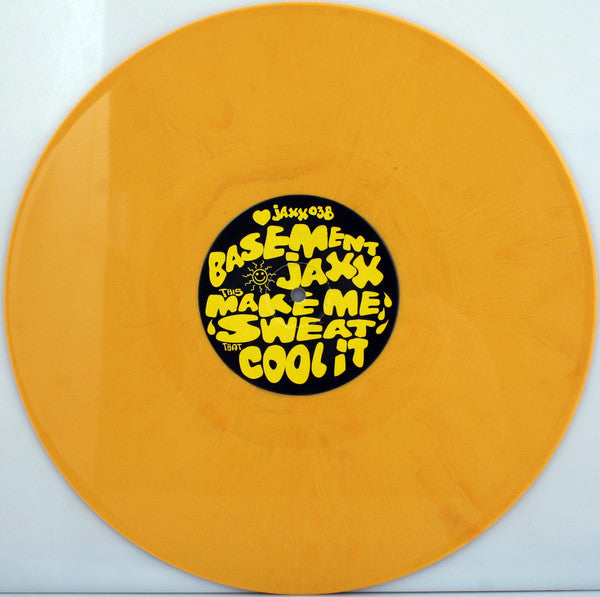 jAXX038
BASEMENT
jAXX
THIS
MAKE ME
SWEAT
THAT
COOL iT